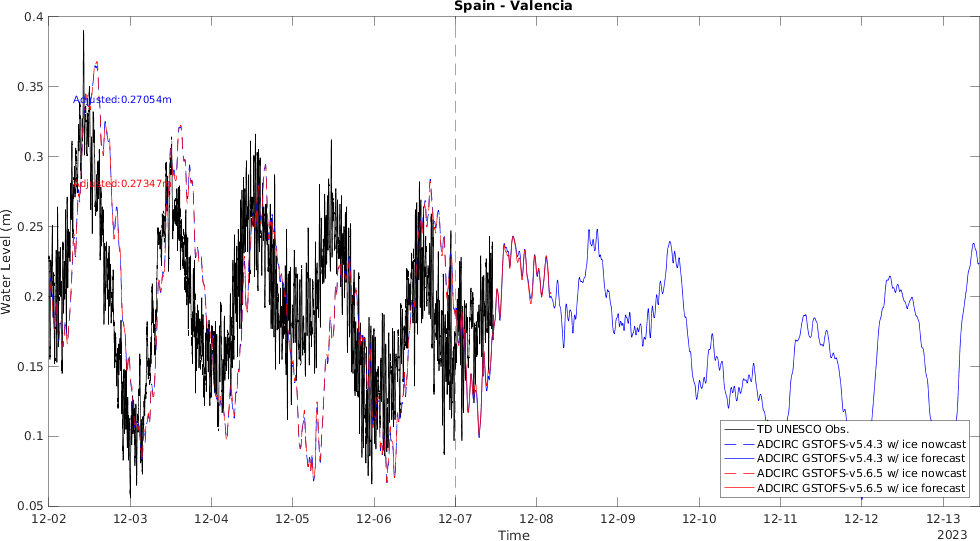 Spain - Valencia
0.4
0.35
0.3
0.25
0.2
0.15
0.1
0.05
Water Level (m)
Adjusted:0.27054m
Adjusted:0.27347m
TD UNESCO Obs.
ADCIRC GSTOFS-v5.4.3 w/ ice nowcast
ADCIRC GSTOFS-v5.4.3 w/ ice forecast
ADCIRC GSTOFS-v5.6.5 w/ ice nowcast
ADCIRC GSTOFS-v5.6.5 w/ ice forecast
12-02 12-03 12-04 12-05 12-06 12-07 12-08 12-09 12-10 12-11 12-12 12-13
Time
2023